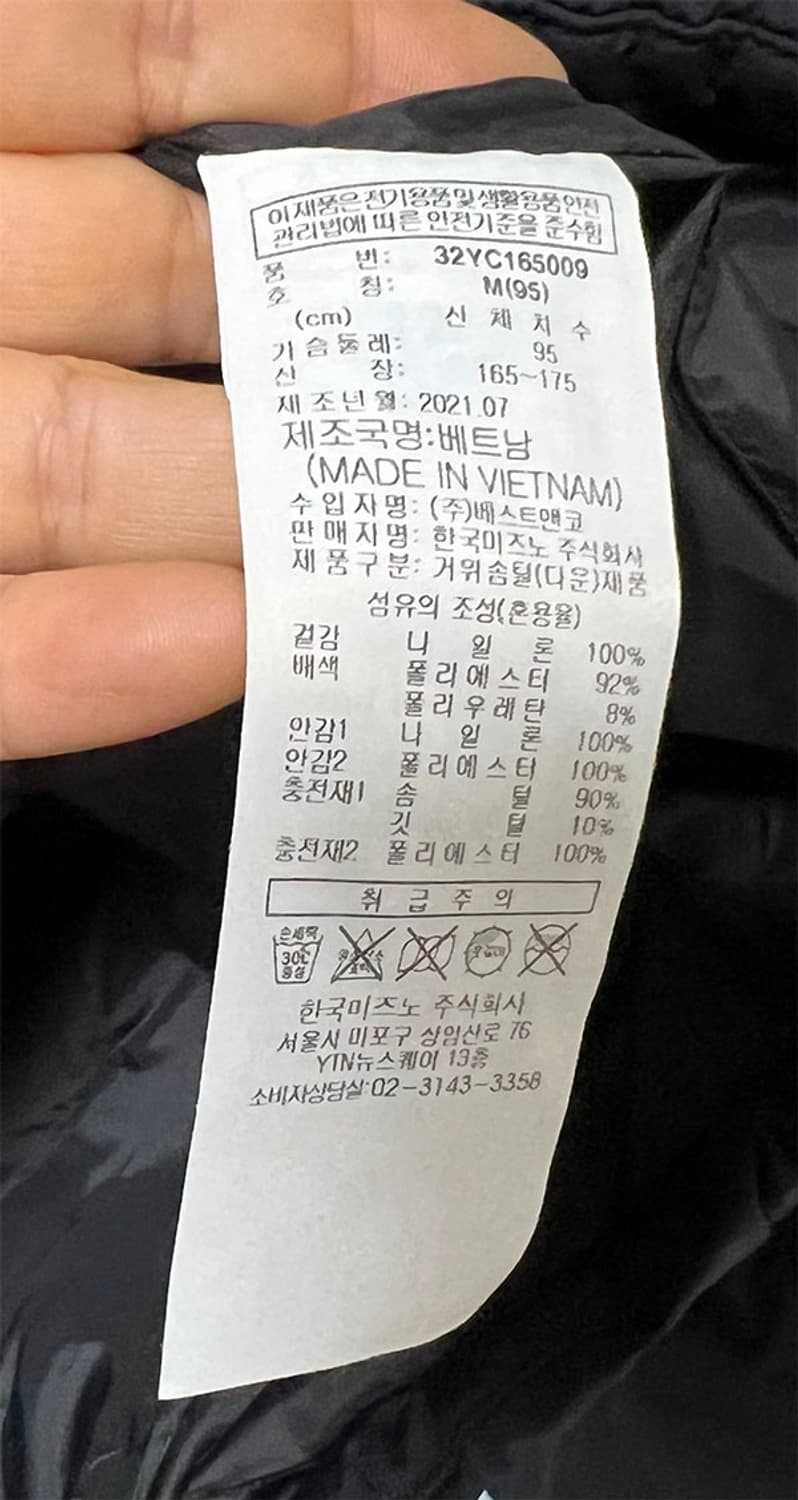 이 제품은 전기용품 및 생활용품 안전
관리법에 따른 안전기준을 준수함
품 번: 32YC165009
호 칭: M(95)
(cm) 신 체 치 수
가 슴 둘 레: 95
신 장: 165~175
제 조 년 월: 2021.07
제조국명:베트남
(MADE IN VIETNAM)
수 입 자 명: (주)베스트앤코
판 매 자 명: 한국미즈노 주식회사
제 품 구 분: 거위솜털(다운)제품
섬유의 조성(혼용율)
겉감 나 일 론 100%
배색 폴 리 에 스 터 92%
폴 리 우 레 탄 8%
안감1 나 일 론 100%
안감2 폴 리 에 스 터 100%
충전재1 솜 털 90%
깃 털 10%
충전재2 폴 리 에 스 터 100%
취 급 주 의
손세탁
30℃
중성
한국미즈노 주식회사
서울시 마포구 상암산로 76
YTN뉴스퀘어 13층
소비자상담실:02-3143-3358